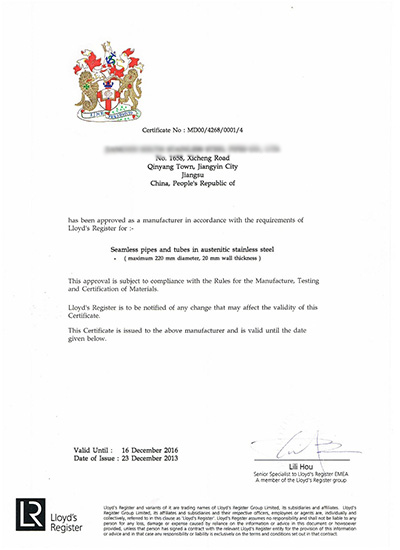 Certificate No : MD00/4268/0001/4
No. 1658, Xicheng Road
Qinyang Town, Jiangyin City
Jiangsu
China, People's Republic of
has been approved as a manufacturer in accordance with the requirements of
Lloyd's Register for :-
Seamless pipes and tubes in austenitic stainless steel
• ( maximum 220 mm diameter, 20 mm wall thickness )
This approval is subject to compliance with the Rules for the Manufacture, Testing
and Certification of Materials.
Lloyd's Register is to be notified of any change that may affect the validity of this
Certificate.
This Certificate is issued to the above manufacturer and is valid until the date
given below.
Valid Until : 16 December 2016
Date of Issue : 23 December 2013
Lili Hou
Senior Specialist to Lloyd's Register EMEA
A member of the Lloyd's Register group
LR
Lloyd's
Register
Lloyd's Register and variants of it are trading names of Lloyd's Register Group Limited, its subsidiaries and affiliates. Lloyd's
Register Group Limited, its affiliates and subsidiaries and their respective officers, employees or agents are, individually and
collectively, referred to in this clause as 'Lloyd's Register'. Lloyd's Register assumes no responsibility and shall not be liable to any
person for any loss, damage or expense caused by reliance on the information or advice in this document or howsoever
provided, unless that person has signed a contract with the relevant Lloyd's Register entity for the provision of this information
or advice and in that case any responsibility or liability is exclusively on the terms and conditions set out in that contract